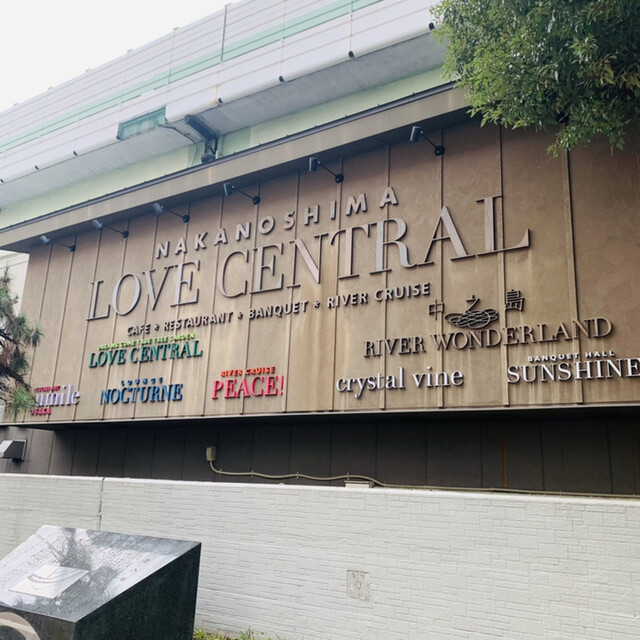 NAKANOSHIMA
LOVE CENTRAL
CAFE * RESTAURANT * BANQUET * RIVER CRUISE
中之島
RIVER WONDERLAND
LOVE CENTRAL
LOUNGE
NOCTURNE
RIVER CRUISE
PEACE!
crystal vine
BANQUET HALL
SUNSHINE
smile